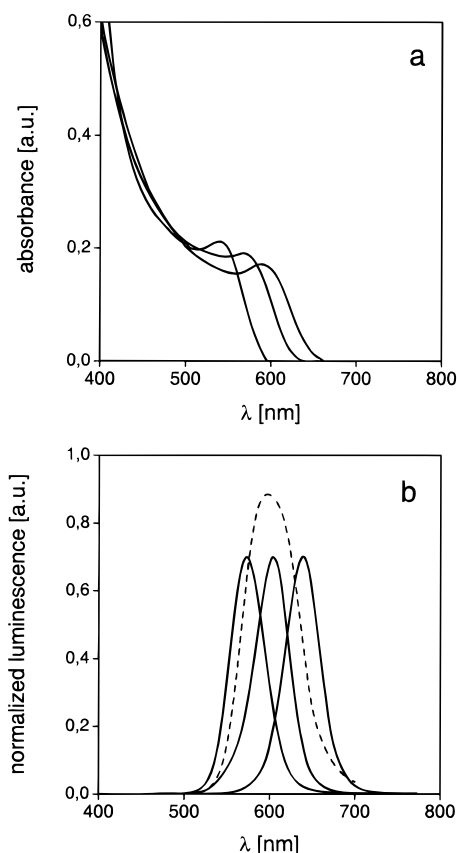 a
0,6
0,4
0,2
0,0
absorbance [a.u.]
400 500 600 700 800
λ [nm]
b
1,0
0,8
0,6
0,4
0,2
0,0
normalized luminescence [a.u.]
400 500 600 700 800
λ [nm]